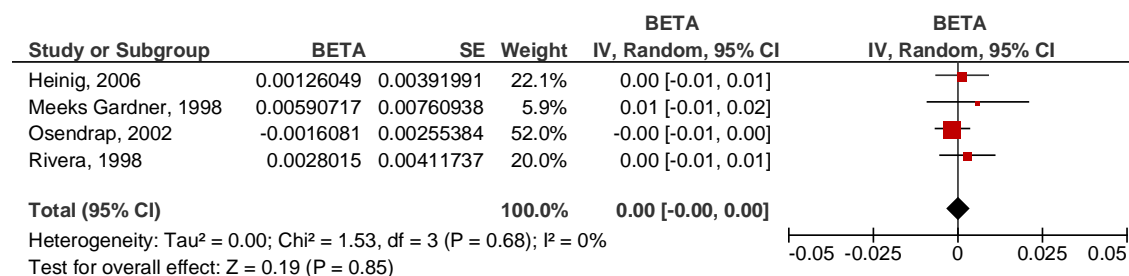 BETA BETA
Study or Subgroup BETA SE Weight IV, Random, 95% CI IV, Random, 95% CI
Heinig, 2006 0.00126049 0.00391991 22.1% 0.00 [-0.01, 0.01]
Meeks Gardner, 1998 0.00590717 0.00760938 5.9% 0.01 [-0.01, 0.02]
Osendrap, 2002 -0.0016081 0.00255384 52.0% -0.00 [-0.01, 0.00]
Rivera, 1998 0.0028015 0.00411737 20.0% 0.00 [-0.01, 0.01]
Total (95% CI) 100.0% 0.00 [-0.00, 0.00]
Heterogeneity: Tau² = 0.00; Chi² = 1.53, df = 3 (P = 0.68); I² = 0%
Test for overall effect: Z = 0.19 (P = 0.85)
-0.05 -0.025 0 0.025 0.05